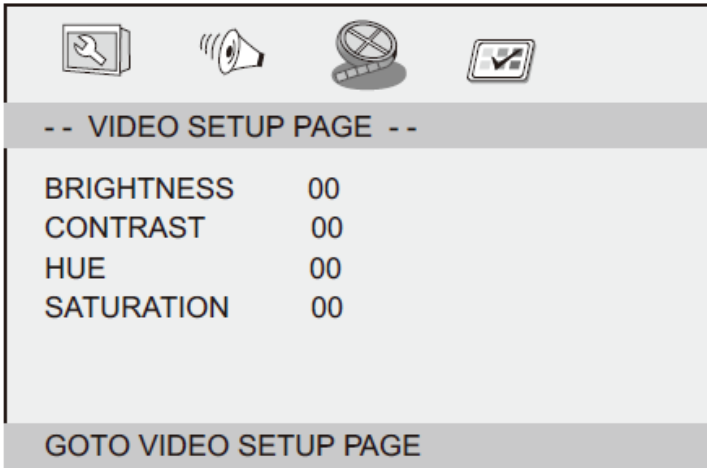 -- VIDEO SETUP PAGE --
BRIGHTNESS 00
CONTRAST 00
HUE 00
SATURATION 00
GOTO VIDEO SETUP PAGE